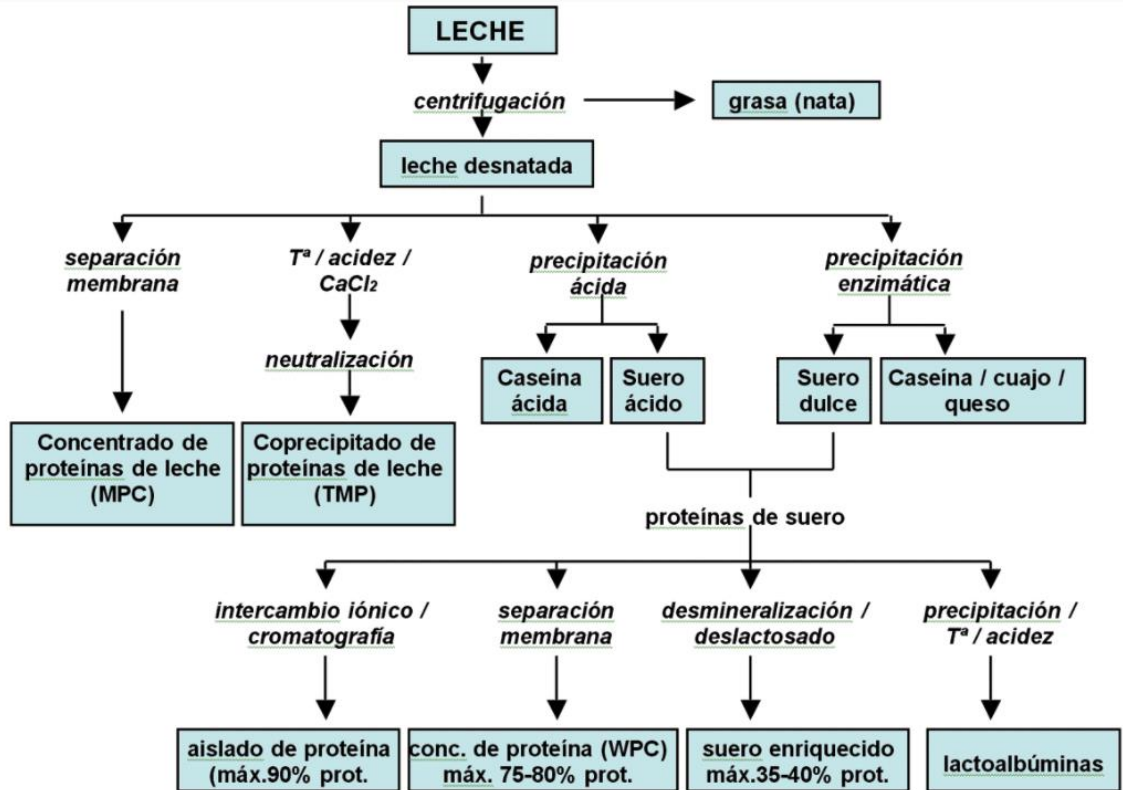 LECHE
centrifugación
grasa (nata)
leche desnatada
separación
membrana
Tª / acidez /
CaCl₂
precipitación
ácida
precipitación
enzimática
neutralización
Caseína
ácida
Suero
ácido
Suero
dulce
Caseína / cuajo /
queso
Concentrado de
proteínas de leche
(MPC)
Coprecipitado de
proteínas de leche
(TMP)
proteínas de suero
intercambio iónico /
cromatografía
separación
membrana
desmineralización /
deslactosado
precipitación /
Tª / acidez
aislado de proteína
(máx.90% prot.
conc. de proteína (WPC)
máx. 75-80% prot.
suero enriquecido
máx.35-40% prot.
lactoalbúminas